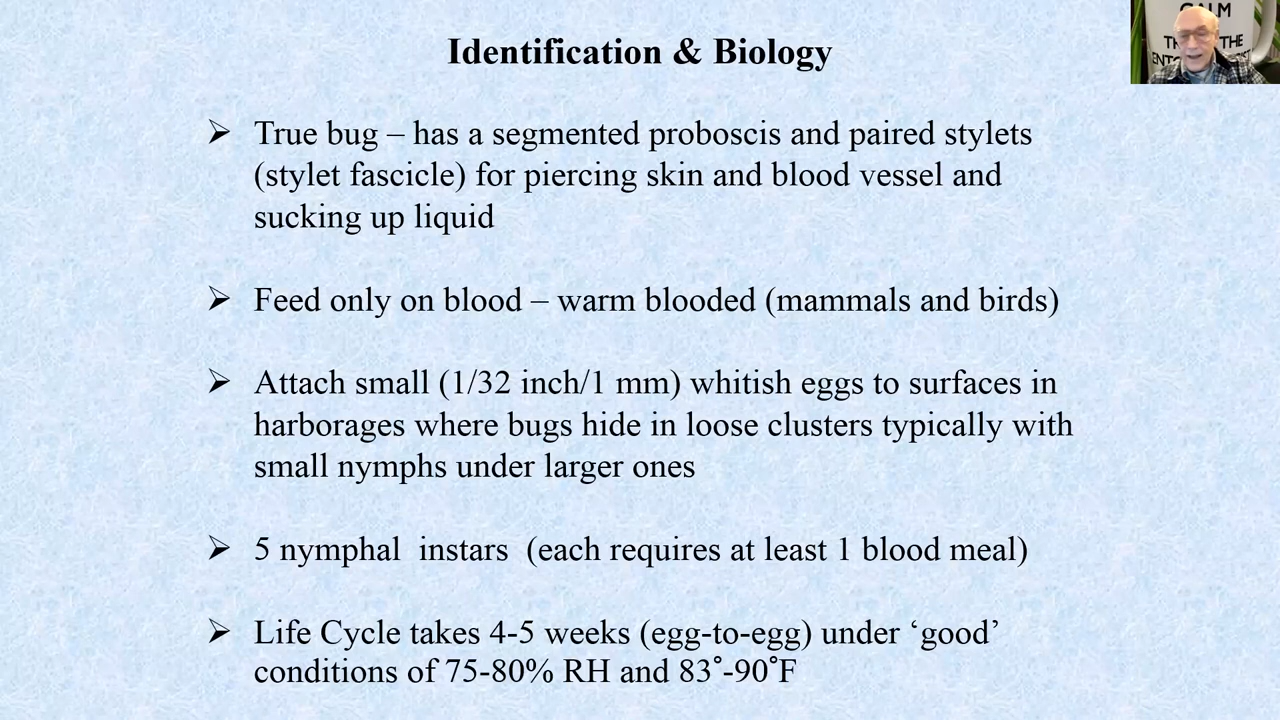 Identification & Biology
CALM
TH THE
ENTO
➢ True bug – has a segmented proboscis and paired stylets
(stylet fascicle) for piercing skin and blood vessel and
sucking up liquid
➢ Feed only on blood – warm blooded (mammals and birds)
➢ Attach small (1/32 inch/1 mm) whitish eggs to surfaces in
harborages where bugs hide in loose clusters typically with
small nymphs under larger ones
➢ 5 nymphal instars (each requires at least 1 blood meal)
➢ Life Cycle takes 4-5 weeks (egg-to-egg) under ‘good’
conditions of 75-80% RH and 83˚-90˚F